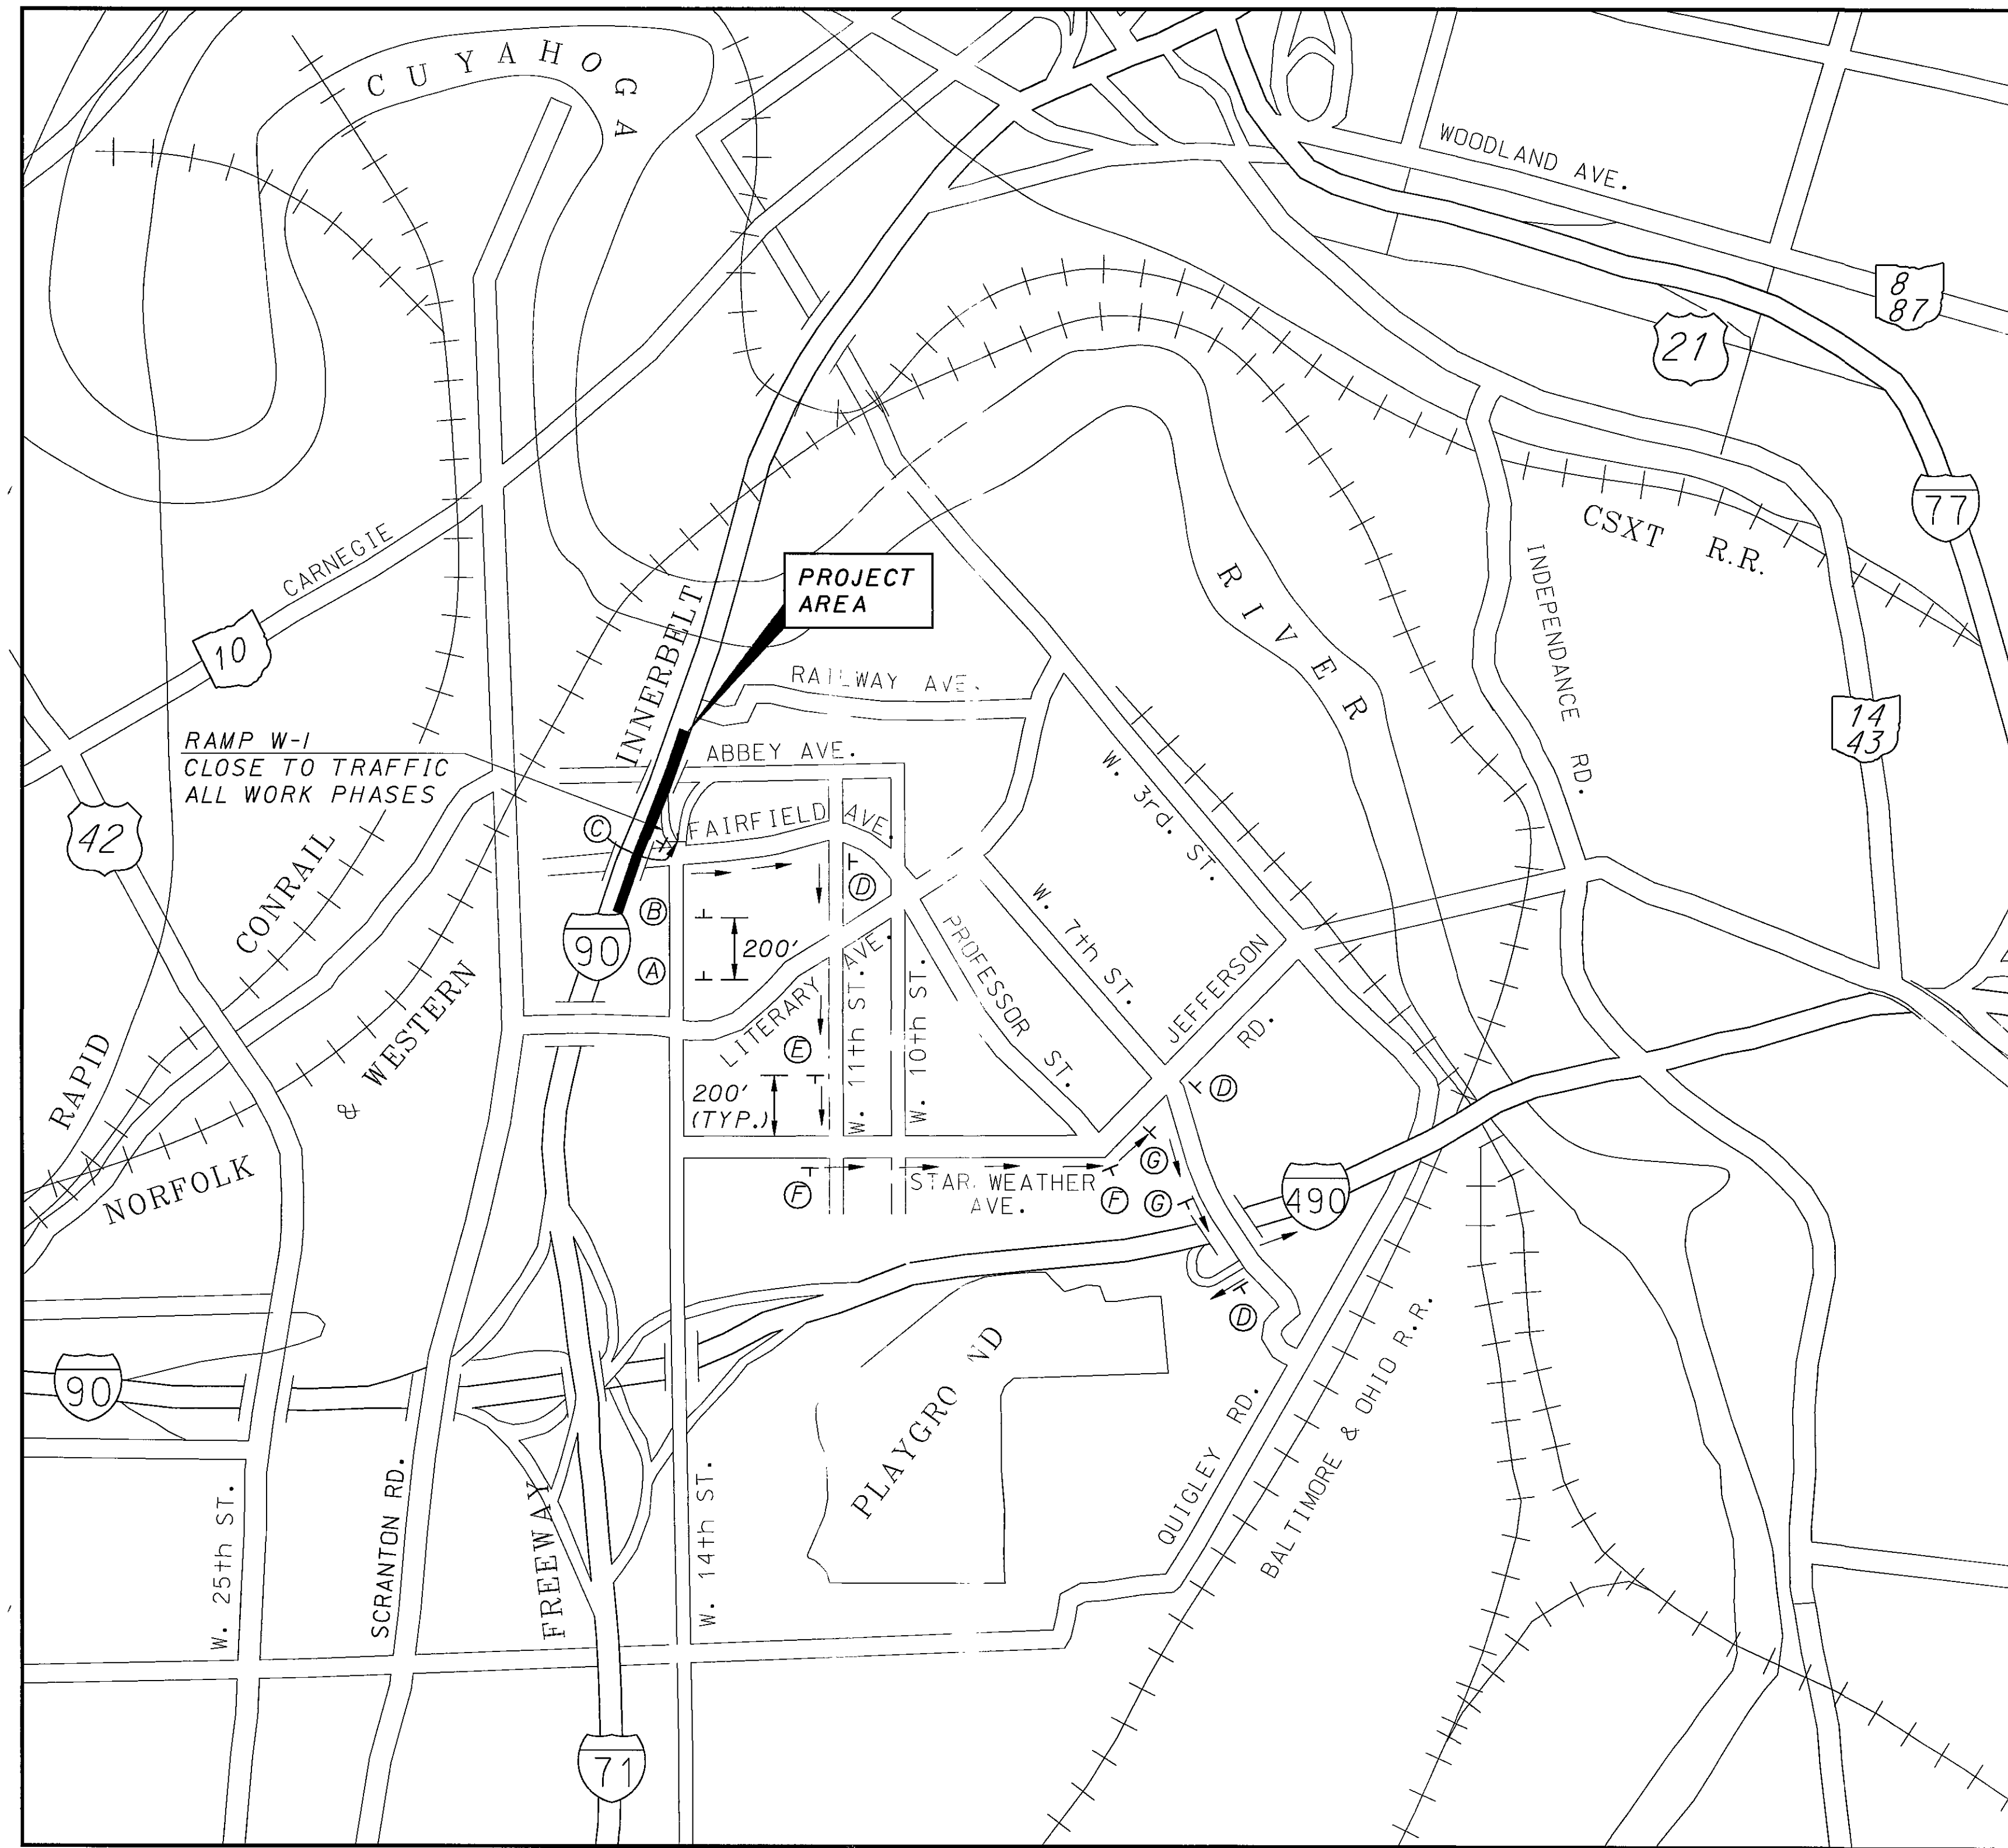 CUYAHOGA
WOODLAND AVE.
8
87
21
77
CSXT R.R.
CARNEGIE
10
PROJECT
AREA
INNERBELT
RIVER
INDEPENDANCE RD.
RAILWAY AVE.
14
43
RAMP W-1
CLOSE TO TRAFFIC
ALL WORK PHASES
ABBEY AVE.
W. 3rd. ST.
42
C
FAIRFIELD AVE.
D
CONRAIL
B
90
A
200'
W. 7th ST.
PROFESSOR ST.
JEFFERSON RD.
LITERARY AVE.
W. 11th ST.
W. 10th ST.
RAPID
& WESTERN
NORFOLK
E
200'
(TYP.)
D
F
G
F
G
STAR WEATHER
AVE.
490
D
90
PLAYGRO ND
QUIGLEY RD.
BALTIMORE & OHIO R.R.
W. 25th ST.
SCRANTON RD.
FREEWAY
W. 14th ST.
71